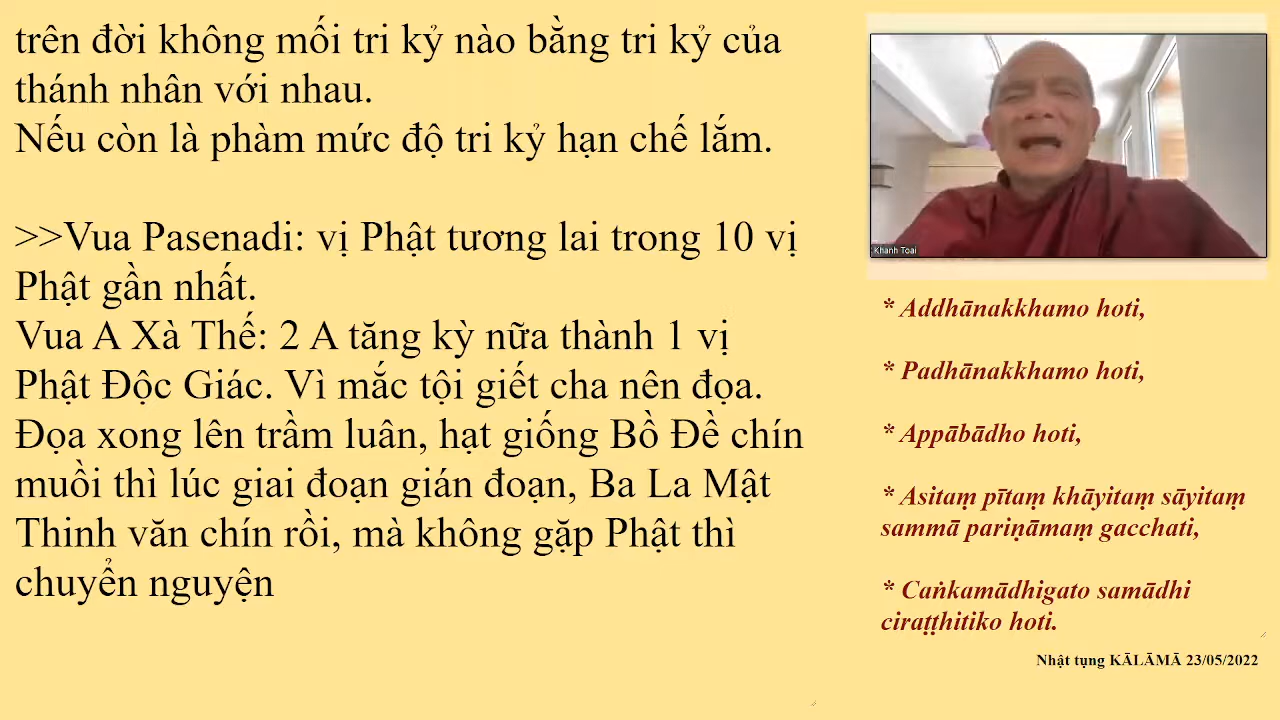 trên đời không mối tri kỷ nào bằng tri kỷ của
thánh nhân với nhau.
Nếu còn là phàm mức độ tri kỷ hạn chế lắm.
>>Vua Pasenadi: vị Phật tương lai trong 10 vị
Phật gần nhất.
Vua A Xà Thế: 2 A tăng kỳ nữa thành 1 vị
Phật Độc Giác. Vì mắc tội giết cha nên đọa.
Đọa xong lên trầm luân, hạt giống Bồ Đề chín
muồi thì lúc giai đoạn gián đoạn, Ba La Mật
Thinh văn chín rồi, mà không gặp Phật thì
chuyển nguyện
Khanh Toai
* Addhānakkhamo hoti,
* Padhānakkhamo hoti,
* Appābādho hoti,
* Asitaṃ pītaṃ khāyitaṃ sāyitaṃ
sammā pariṇāmaṃ gacchati,
* Caṅkamādhigato samādhi
ciraṭṭhitiko hoti.
Nhật tụng KĀLĀMĀ 23/05/2022